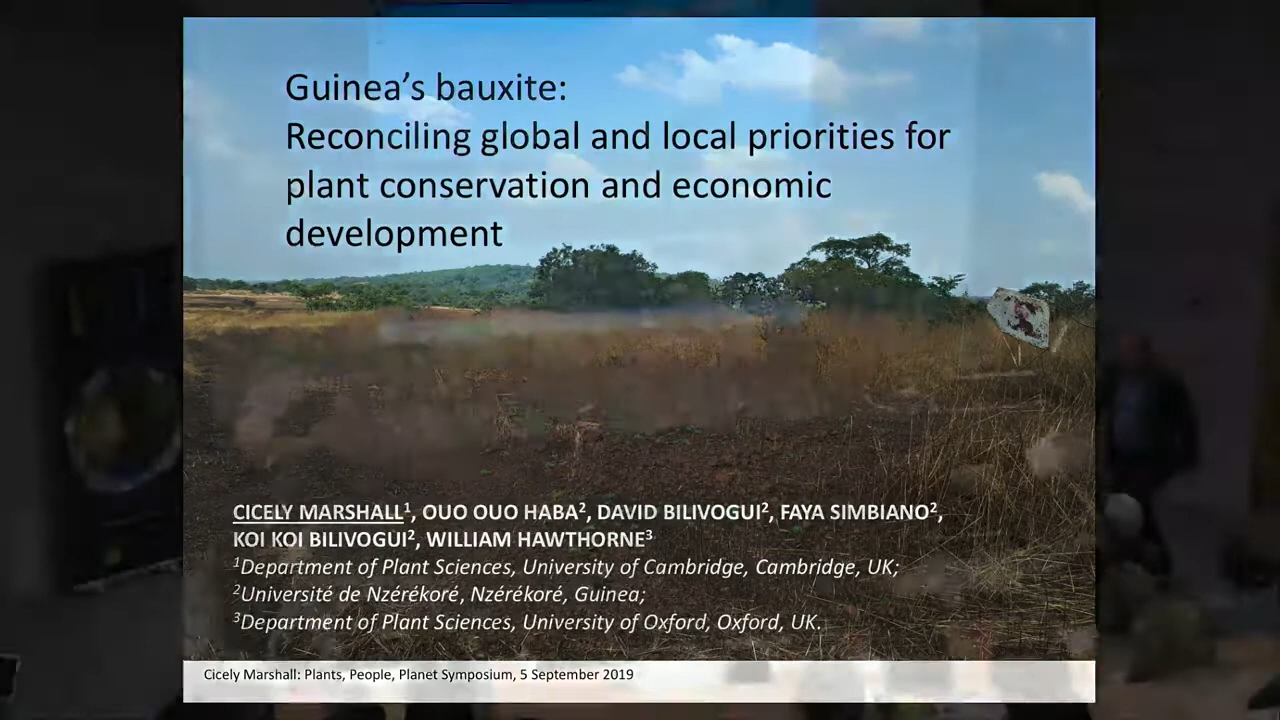 Guinea's bauxite:
Reconciling global and local priorities for
plant conservation and economic
development
CICELY MARSHALL¹, OUO OUO HABA², DAVID BILIVOGUI², FAYA SIMBIANO²,
KOI KOI BILIVOGUI², WILLIAM HAWTHORNE³
¹Department of Plant Sciences, University of Cambridge, Cambridge, UK;
²Université de Nzérékoré, Nzérékoré, Guinea;
³Department of Plant Sciences, University of Oxford, Oxford, UK.
Cicely Marshall: Plants, People, Planet Symposium, 5 September 2019